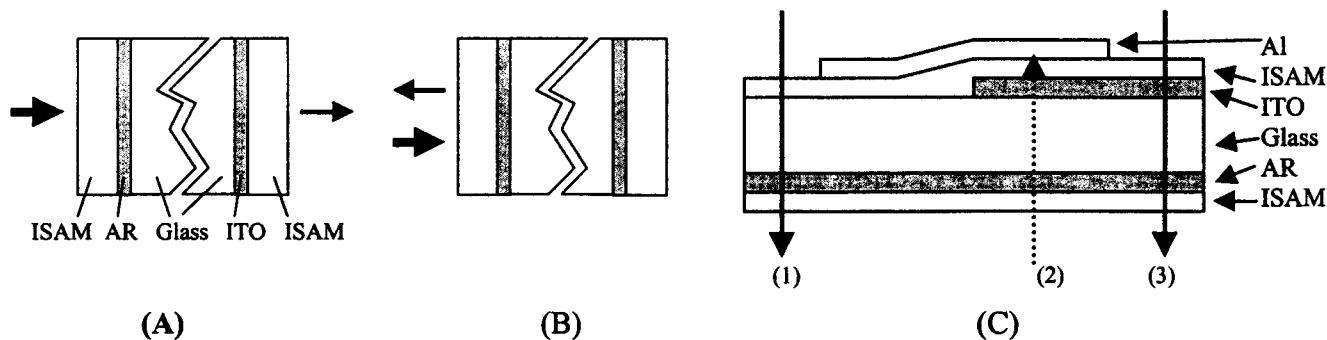 ISAM AR Glass ITO ISAM
(A)
(B)
Al
ISAM
ITO
Glass
AR
ISAM
(1) (2) (3)
(C)